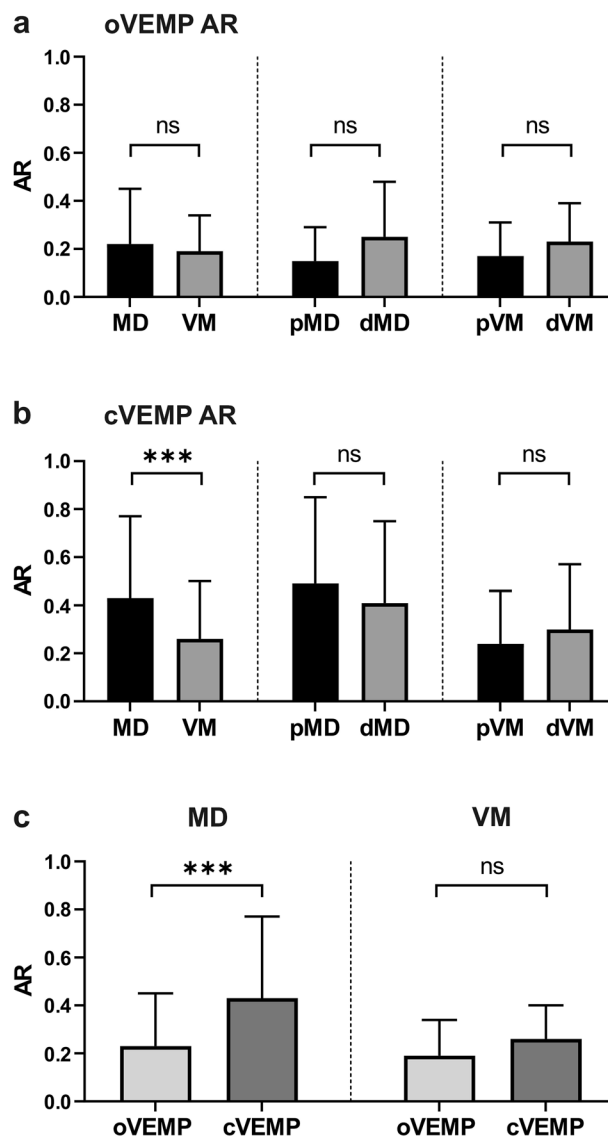 a oVEMP AR
1.0
0.8
0.6
0.4
0.2
0.0
AR
ns ns ns
MD VM pMD dMD pVM dVM
b cVEMP AR
1.0
0.8
0.6
0.4
0.2
0.0
AR
*** ns ns
MD VM pMD dMD pVM dVM
c MD VM
1.0
0.8
0.6
0.4
0.2
0.0
AR
*** ns
oVEMP cVEMP oVEMP cVEMP